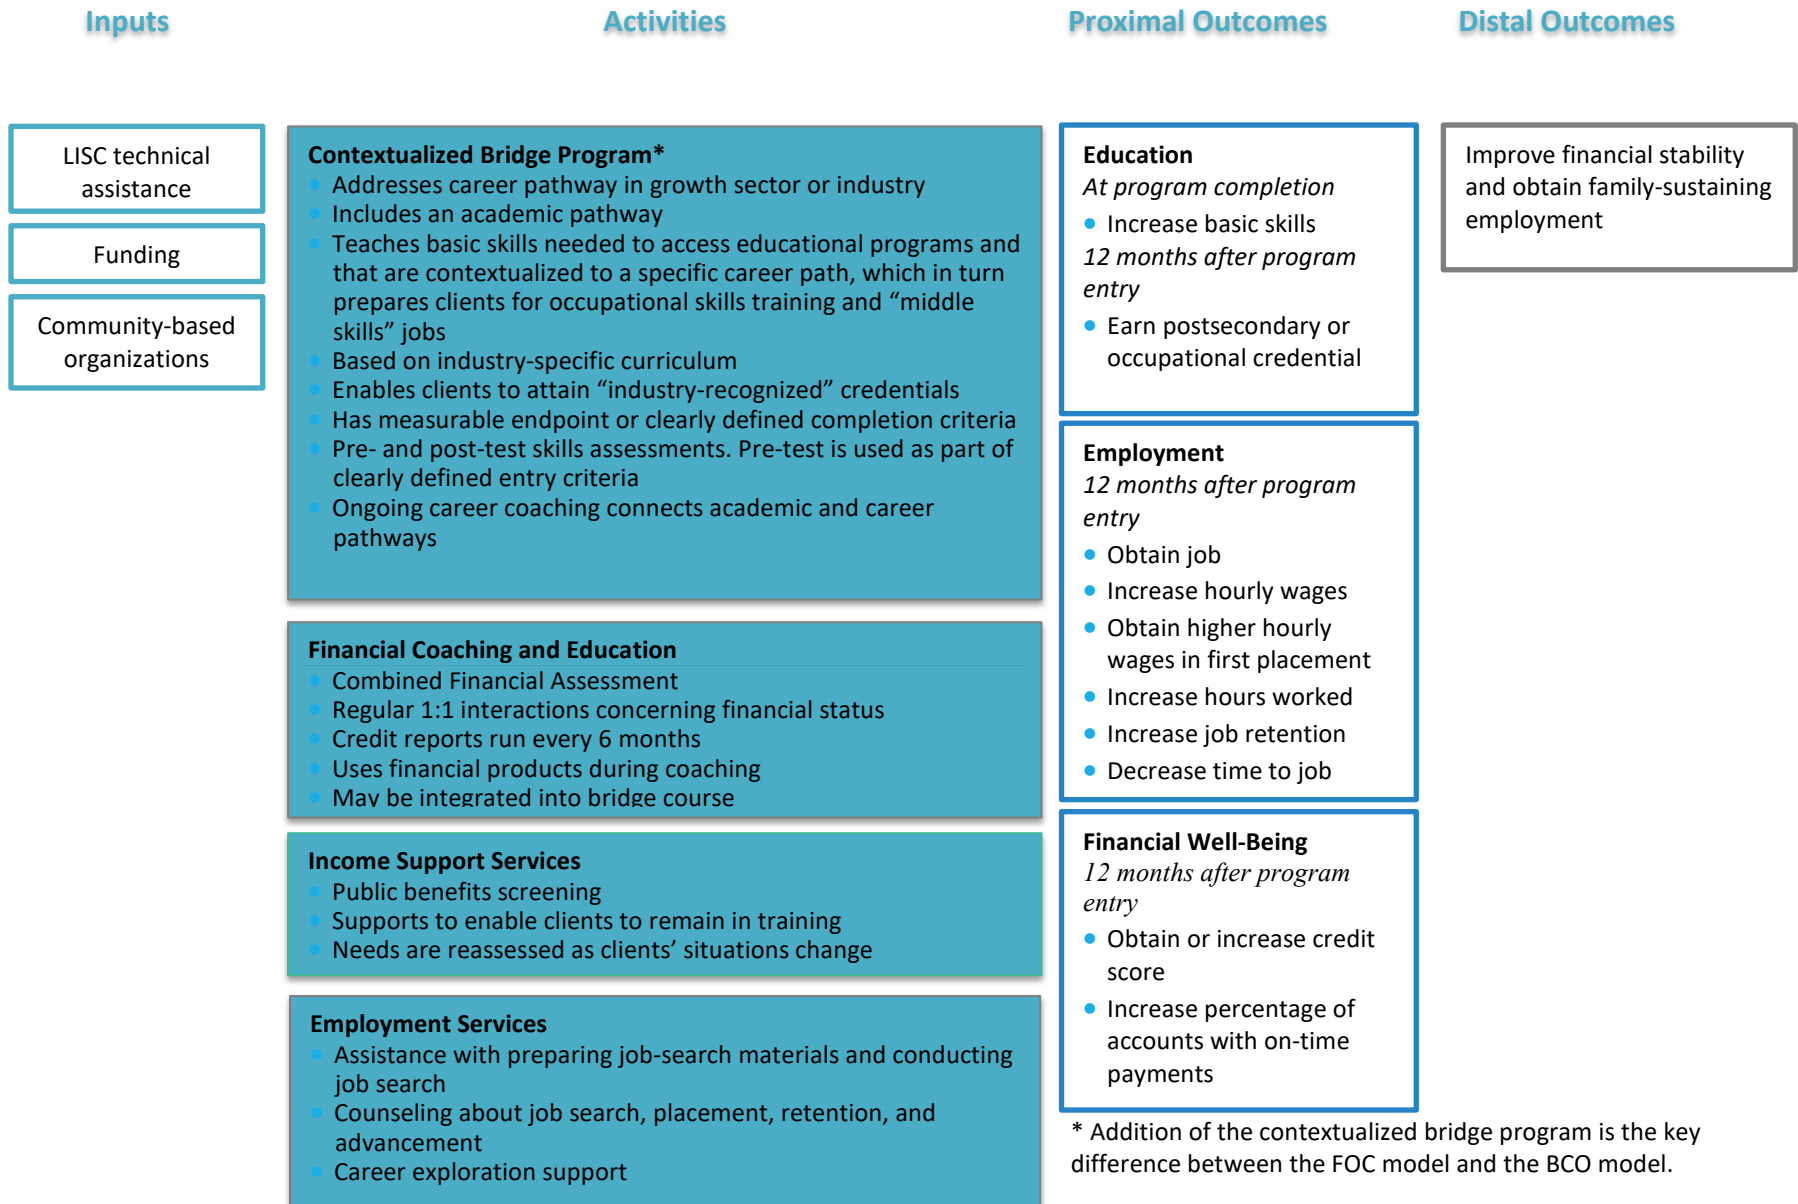 Inputs
Activities
Proximal Outcomes
Distal Outcomes
LISC technical
assistance
Funding
Community-based
organizations
Contextualized Bridge Program*
• Addresses career pathway in growth sector or industry
• Includes an academic pathway
• Teaches basic skills needed to access educational programs and
that are contextualized to a specific career path, which in turn
prepares clients for occupational skills training and “middle
skills” jobs
• Based on industry-specific curriculum
• Enables clients to attain “industry-recognized” credentials
• Has measurable endpoint or clearly defined completion criteria
• Pre- and post-test skills assessments. Pre-test is used as part of
clearly defined entry criteria
• Ongoing career coaching connects academic and career
pathways
Financial Coaching and Education
• Combined Financial Assessment
• Regular 1:1 interactions concerning financial status
• Credit reports run every 6 months
• Uses financial products during coaching
• May be integrated into bridge course
Income Support Services
• Public benefits screening
• Supports to enable clients to remain in training
• Needs are reassessed as clients’ situations change
Employment Services
• Assistance with preparing job-search materials and conducting
job search
• Counseling about job search, placement, retention, and
advancement
• Career exploration support
Education
At program completion
• Increase basic skills
12 months after program
entry
• Earn postsecondary or
occupational credential
Employment
12 months after program
entry
• Obtain job
• Increase hourly wages
• Obtain higher hourly
wages in first placement
• Increase hours worked
• Increase job retention
• Decrease time to job
Financial Well-Being
12 months after program
entry
• Obtain or increase credit
score
• Increase percentage of
accounts with on-time
payments
Improve financial stability
and obtain family-sustaining
employment
* Addition of the contextualized bridge program is the key
difference between the FOC model and the BCO model.